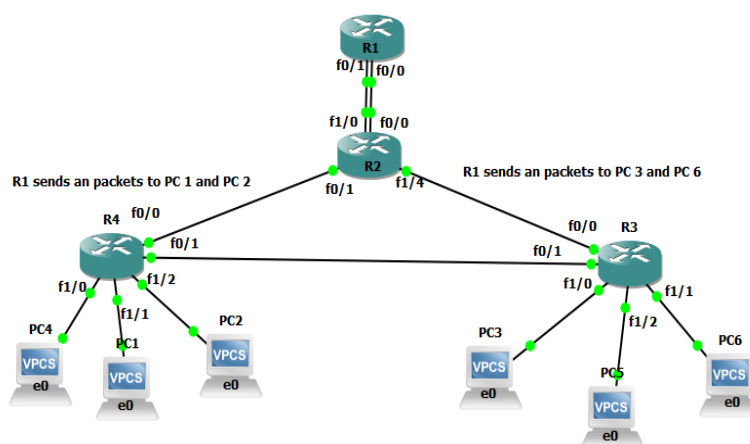 R1
f0/1
f0/0
f1/0
f0/0
R2
R1 sends an packets to PC 1 and PC 2
R1 sends an packets to PC 3 and PC 6
f0/1
f1/4
R4
f0/0
f0/0
R3
f0/1
f0/1
f1/0
f1/2
f1/0
f1/1
f1/1
f1/2
PC4
PC1
PC2
PC3
PC5
PC6
VPCS
VPCS
VPCS
VPCS
VPCS
VPCS
e0
e0
e0
e0
e0
e0